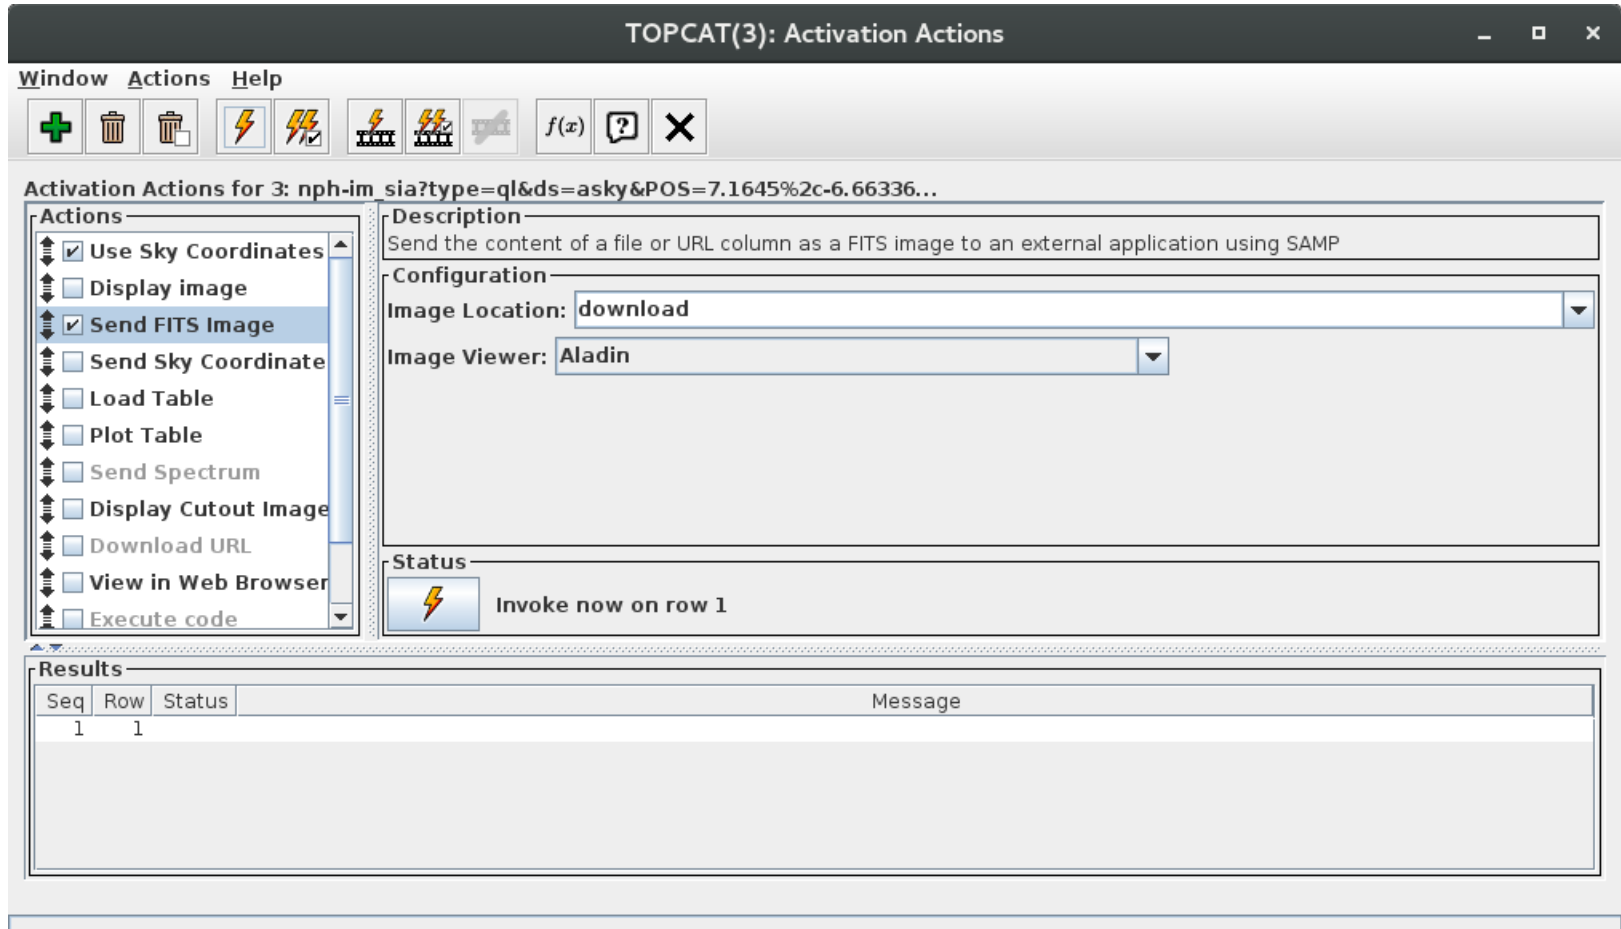 TOPCAT(3): Activation Actions
Window Actions Help
f(x)
Activation Actions for 3: nph-im_sia?type=ql&ds=asky&POS=7.1645%2c-6.66336...
Actions
Use Sky Coordinates
Display image
Send FITS Image
Send Sky Coordinate
Load Table
Plot Table
Send Spectrum
Display Cutout Image
Download URL
View in Web Browser
Execute code
Description
Send the content of a file or URL column as a FITS image to an external application using SAMP
Configuration
Image Location: download
Image Viewer: Aladin
Status
Invoke now on row 1
Results
Seq Row Status Message
1 1